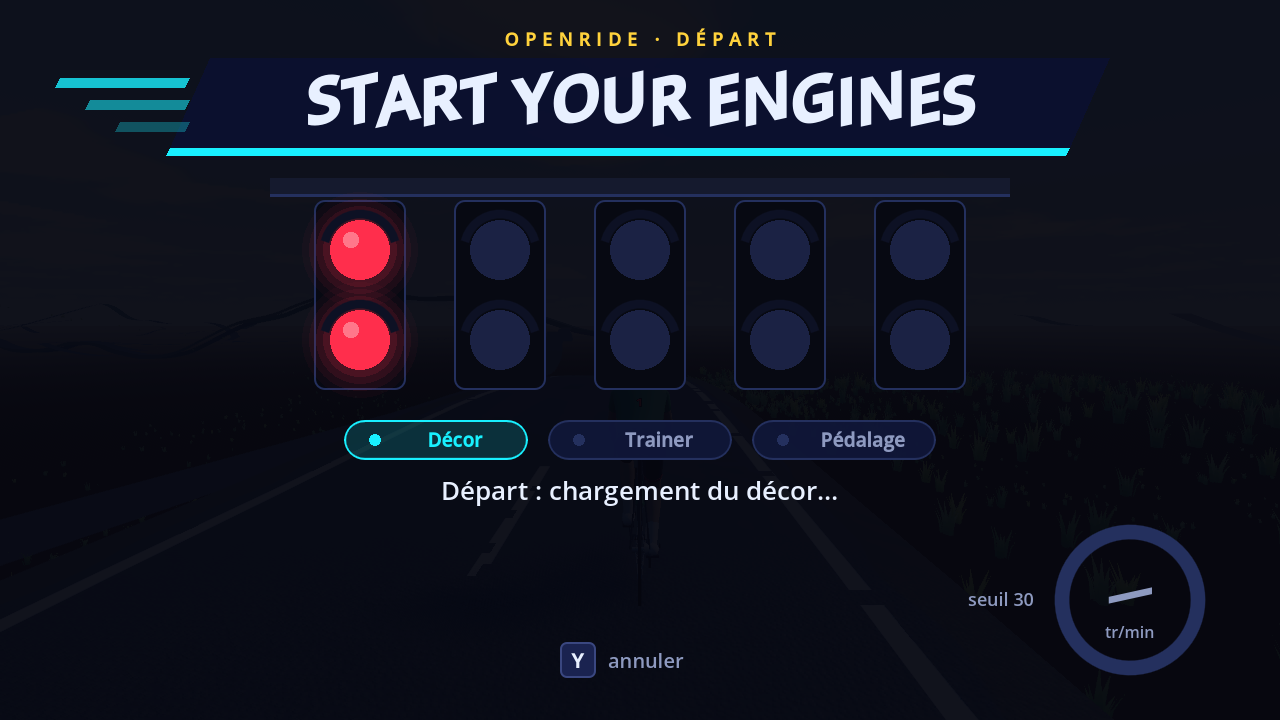 OPENRIDE · DÉPART
START YOUR ENGINES
Décor
Trainer
Pédalage
Départ : chargement du décor...
seuil 30
—
tr/min
Y annuler